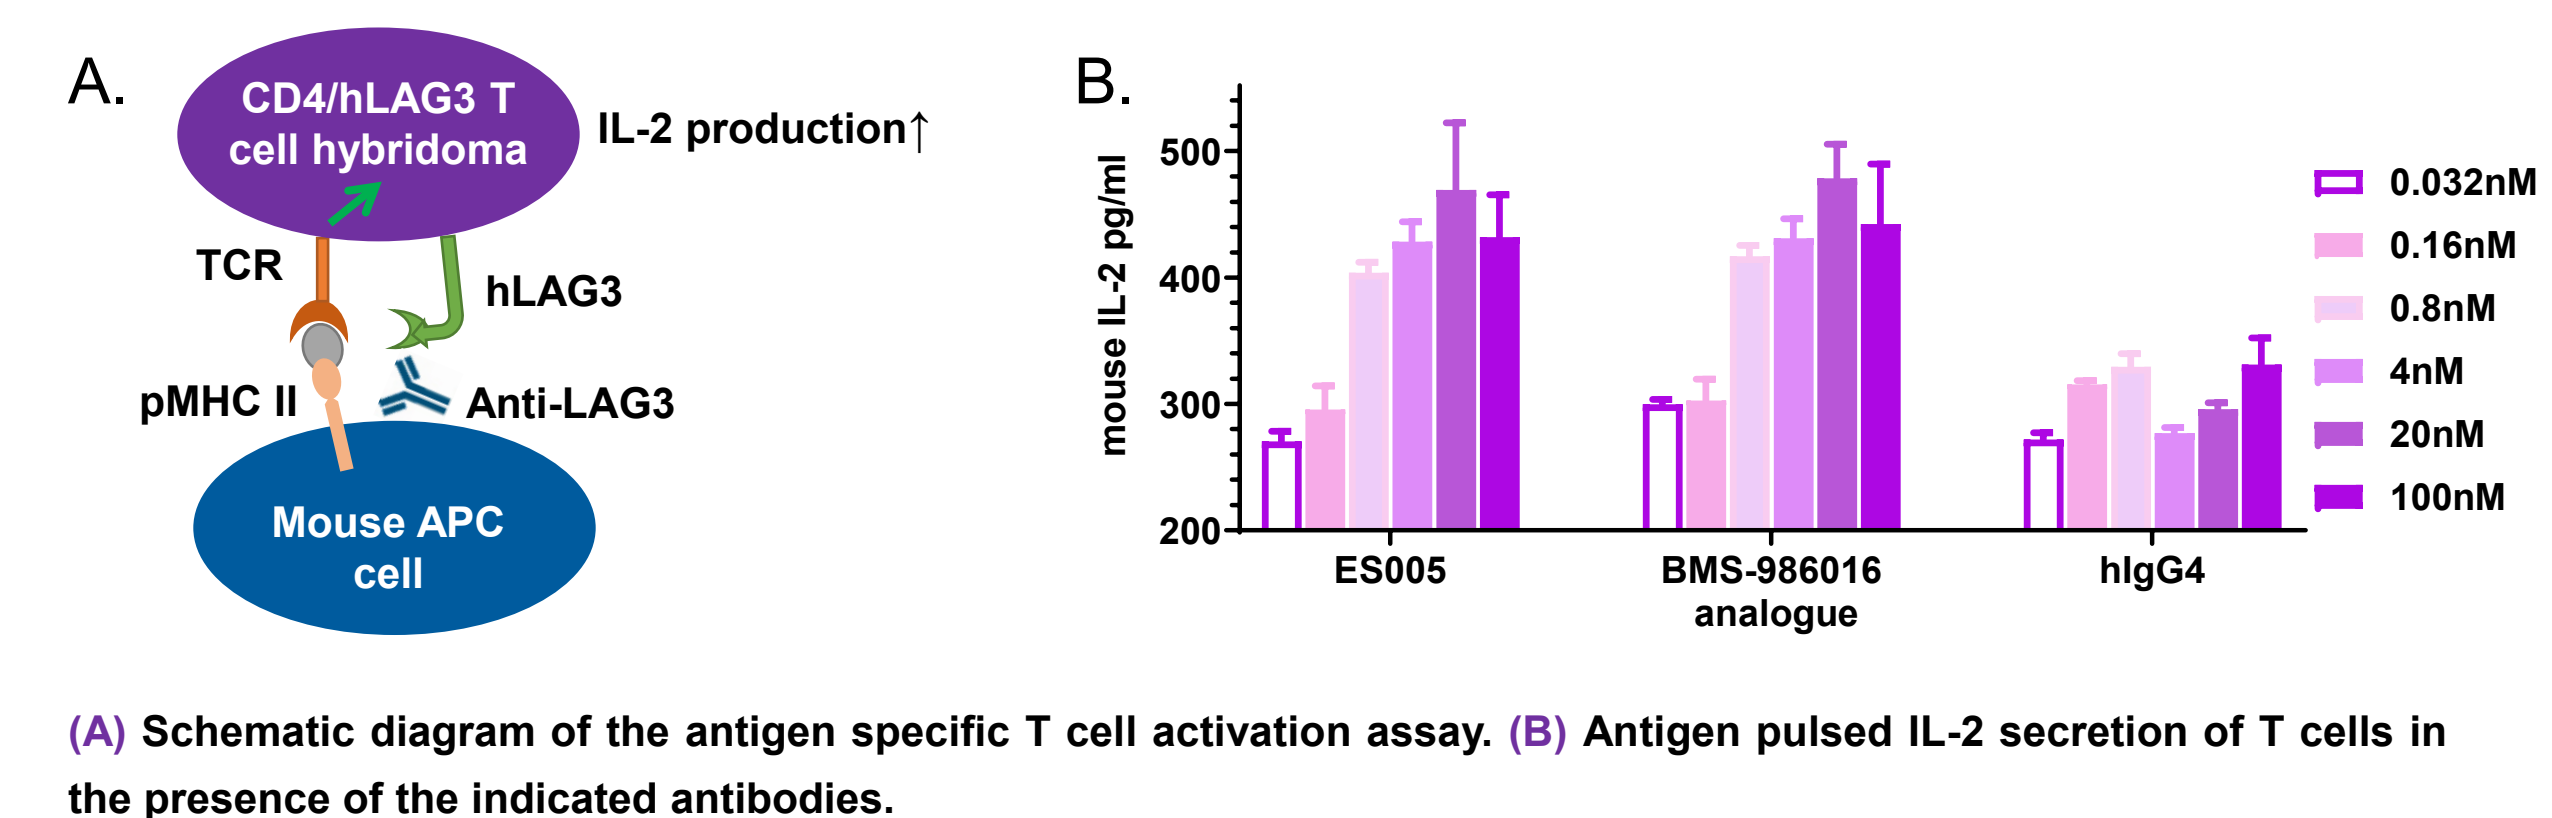 A.
CD4/hLAG3 T
cell hybridoma
IL-2 production↑
TCR
hLAG3
pMHC II
Anti-LAG3
Mouse APC
cell
B.
mouse IL-2 pg/ml
500
400
300
200
ES005
BMS-986016
analogue
hIgG4
0.032nM
0.16nM
0.8nM
4nM
20nM
100nM
(A) Schematic diagram of the antigen specific T cell activation assay. (B) Antigen pulsed IL-2 secretion of T cells in
the presence of the indicated antibodies.